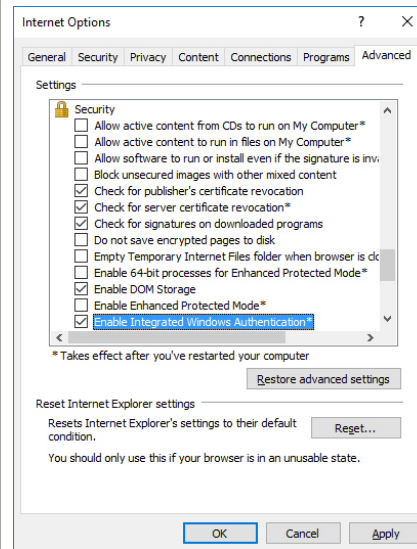 Internet Options ? ×
General Security Privacy Content Connections Programs Advanced
Settings
Security
Allow active content from CDs to run on My Computer*
Allow active content to run in files on My Computer*
Allow software to run or install even if the signature is
Block unsecured images with other mixed content
Check for publisher's certificate revocation
Check for server certificate revocation*
Check for signatures on downloaded programs
Do not save encrypted pages to disk
Empty Temporary Internet Files folder when browser is
Enable 64-bit processes for Enhanced Protected Mode*
Enable DOM Storage
Enable Enhanced Protected Mode*
Enable Integrated Windows Authentication*
*Takes effect after you've restarted your computer
Restore advanced settings
Reset Internet Explorer settings
Resets Internet Explorer's settings to their default
condition.
Reset...
You should only use this if your browser is in an unusable state.
OK Cancel Apply